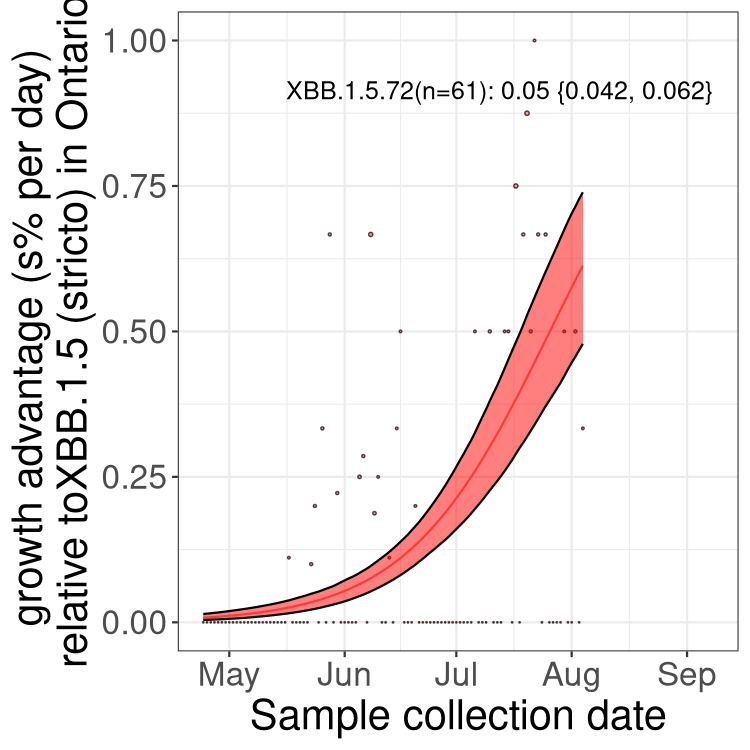 growth advantage (s% per day)
relative toXBB.1.5 (stricto) in Ontario
1.00
0.75
0.50
0.25
0.00
XBB.1.5.72(n=61): 0.05 {0.042, 0.062}
May Jun Jul Aug Sep
Sample collection date